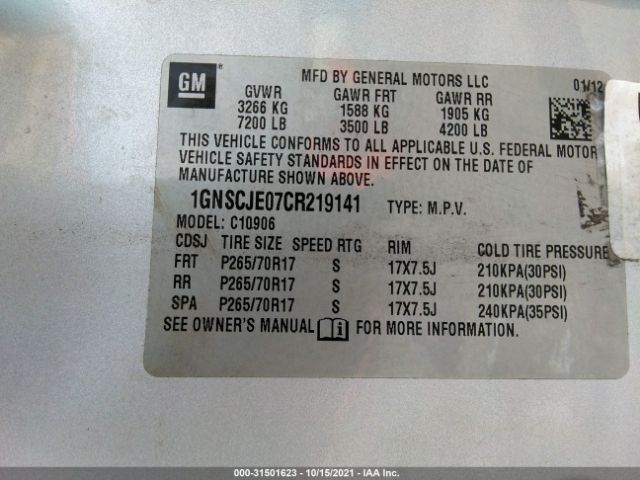 GM ® MFD BY GENERAL MOTORS LLC 01/12
GVWR GAWR FRT GAWR RR
3266 KG 1588 KG 1905 KG
7200 LB 3500 LB 4200 LB
THIS VEHICLE CONFORMS TO ALL APPLICABLE U.S. FEDERAL MOTOR
VEHICLE SAFETY STANDARDS IN EFFECT ON THE DATE OF
MANUFACTURE SHOWN ABOVE.
1GNSCJE07CR219141 TYPE: M.P.V.
MODEL: C10906
CDSJ TIRE SIZE SPEED RTG RIM COLD TIRE PRESSURE
FRT P265/70R17 S 17X7.5J 210KPA(30PSI)
RR P265/70R17 S 17X7.5J 210KPA(30PSI)
SPA P265/70R17 S 17X7.5J 240KPA(35PSI)
SEE OWNER'S MANUAL i FOR MORE INFORMATION.
000-31501623 - 10/15/2021 - IAA Inc.